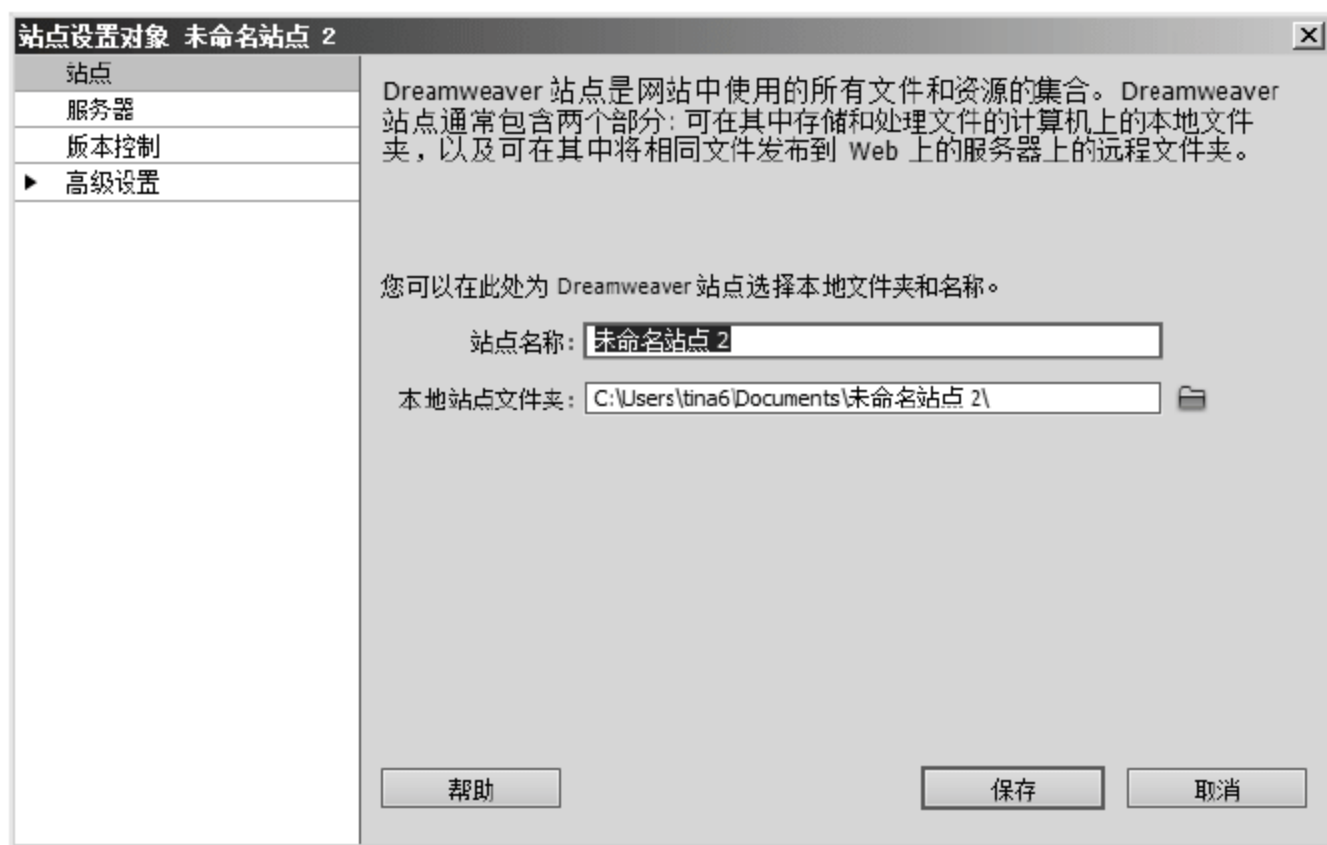 站点设置对象 未命名站点 2
站点
服务器
版本控制
高级设置
Dreamweaver 站点是网站中使用的所有文件和资源的集合。Dreamweaver
站点通常包含两个部分：可在其中存储和处理文件的计算机上的本地文件
夹，以及可在其中将相同文件发布到 Web 上的服务器上的远程文件夹。
您可以在此处为 Dreamweaver 站点选择本地文件夹和名称。
站点名称： 未命名站点 2
本地站点文件夹： C:\Users\tina6\Documents\未命名站点 2\
帮助 保存 取消